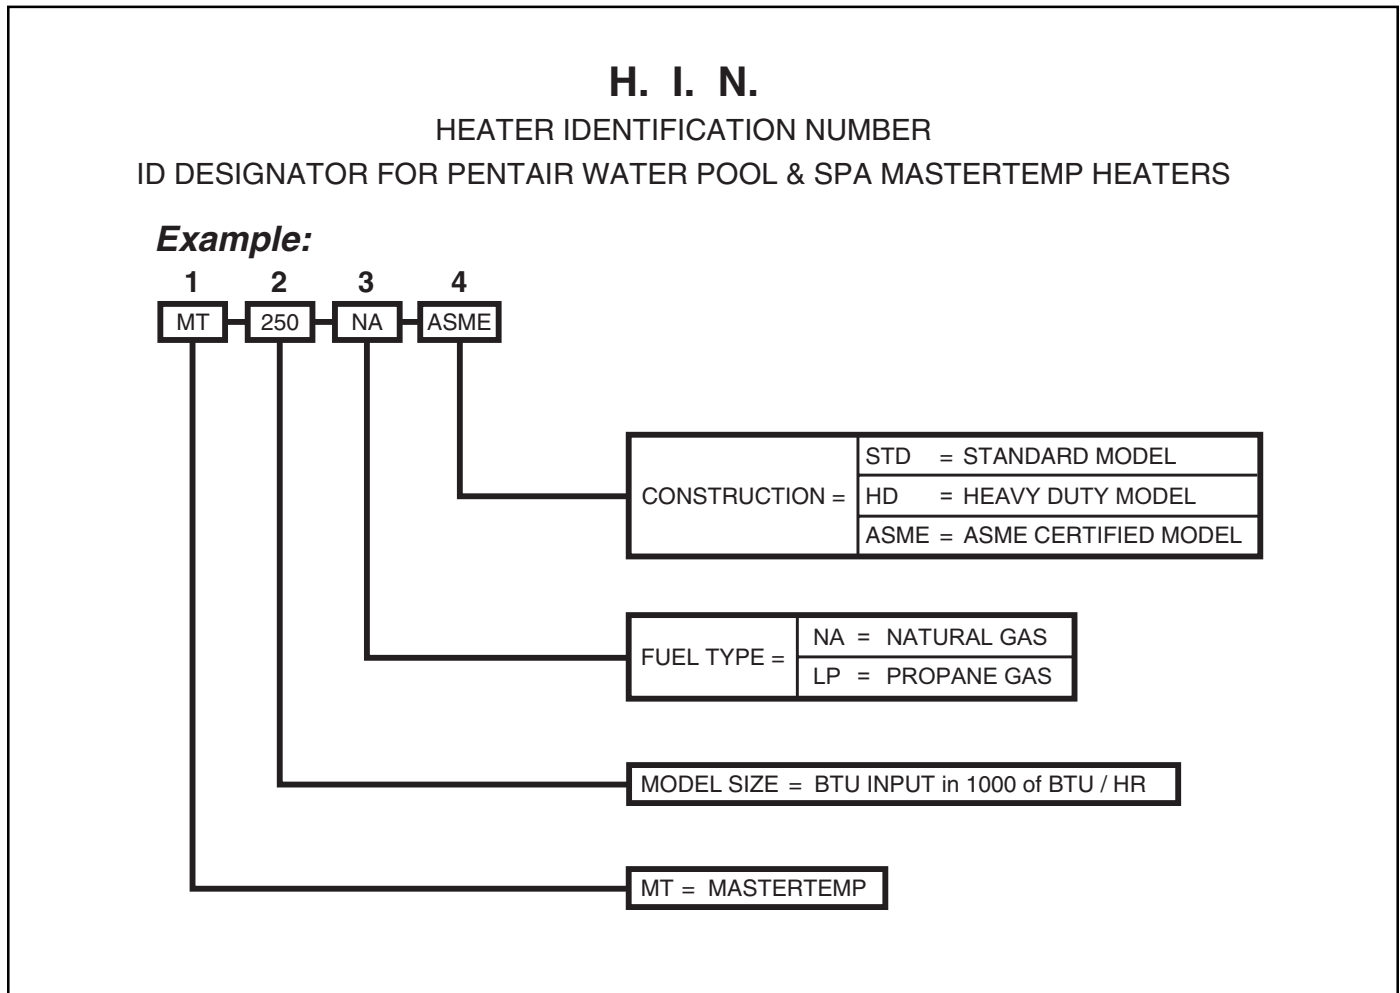 H. I. N.
HEATER IDENTIFICATION NUMBER
ID DESIGNATOR FOR PENTAIR WATER POOL & SPA MASTERTEMP HEATERS
Example:
1 2 3 4
MT 250 NA ASME
CONSTRUCTION =
STD = STANDARD MODEL
HD = HEAVY DUTY MODEL
ASME = ASME CERTIFIED MODEL
FUEL TYPE =
NA = NATURAL GAS
LP = PROPANE GAS
MODEL SIZE = BTU INPUT in 1000 of BTU / HR
MT = MASTERTEMP